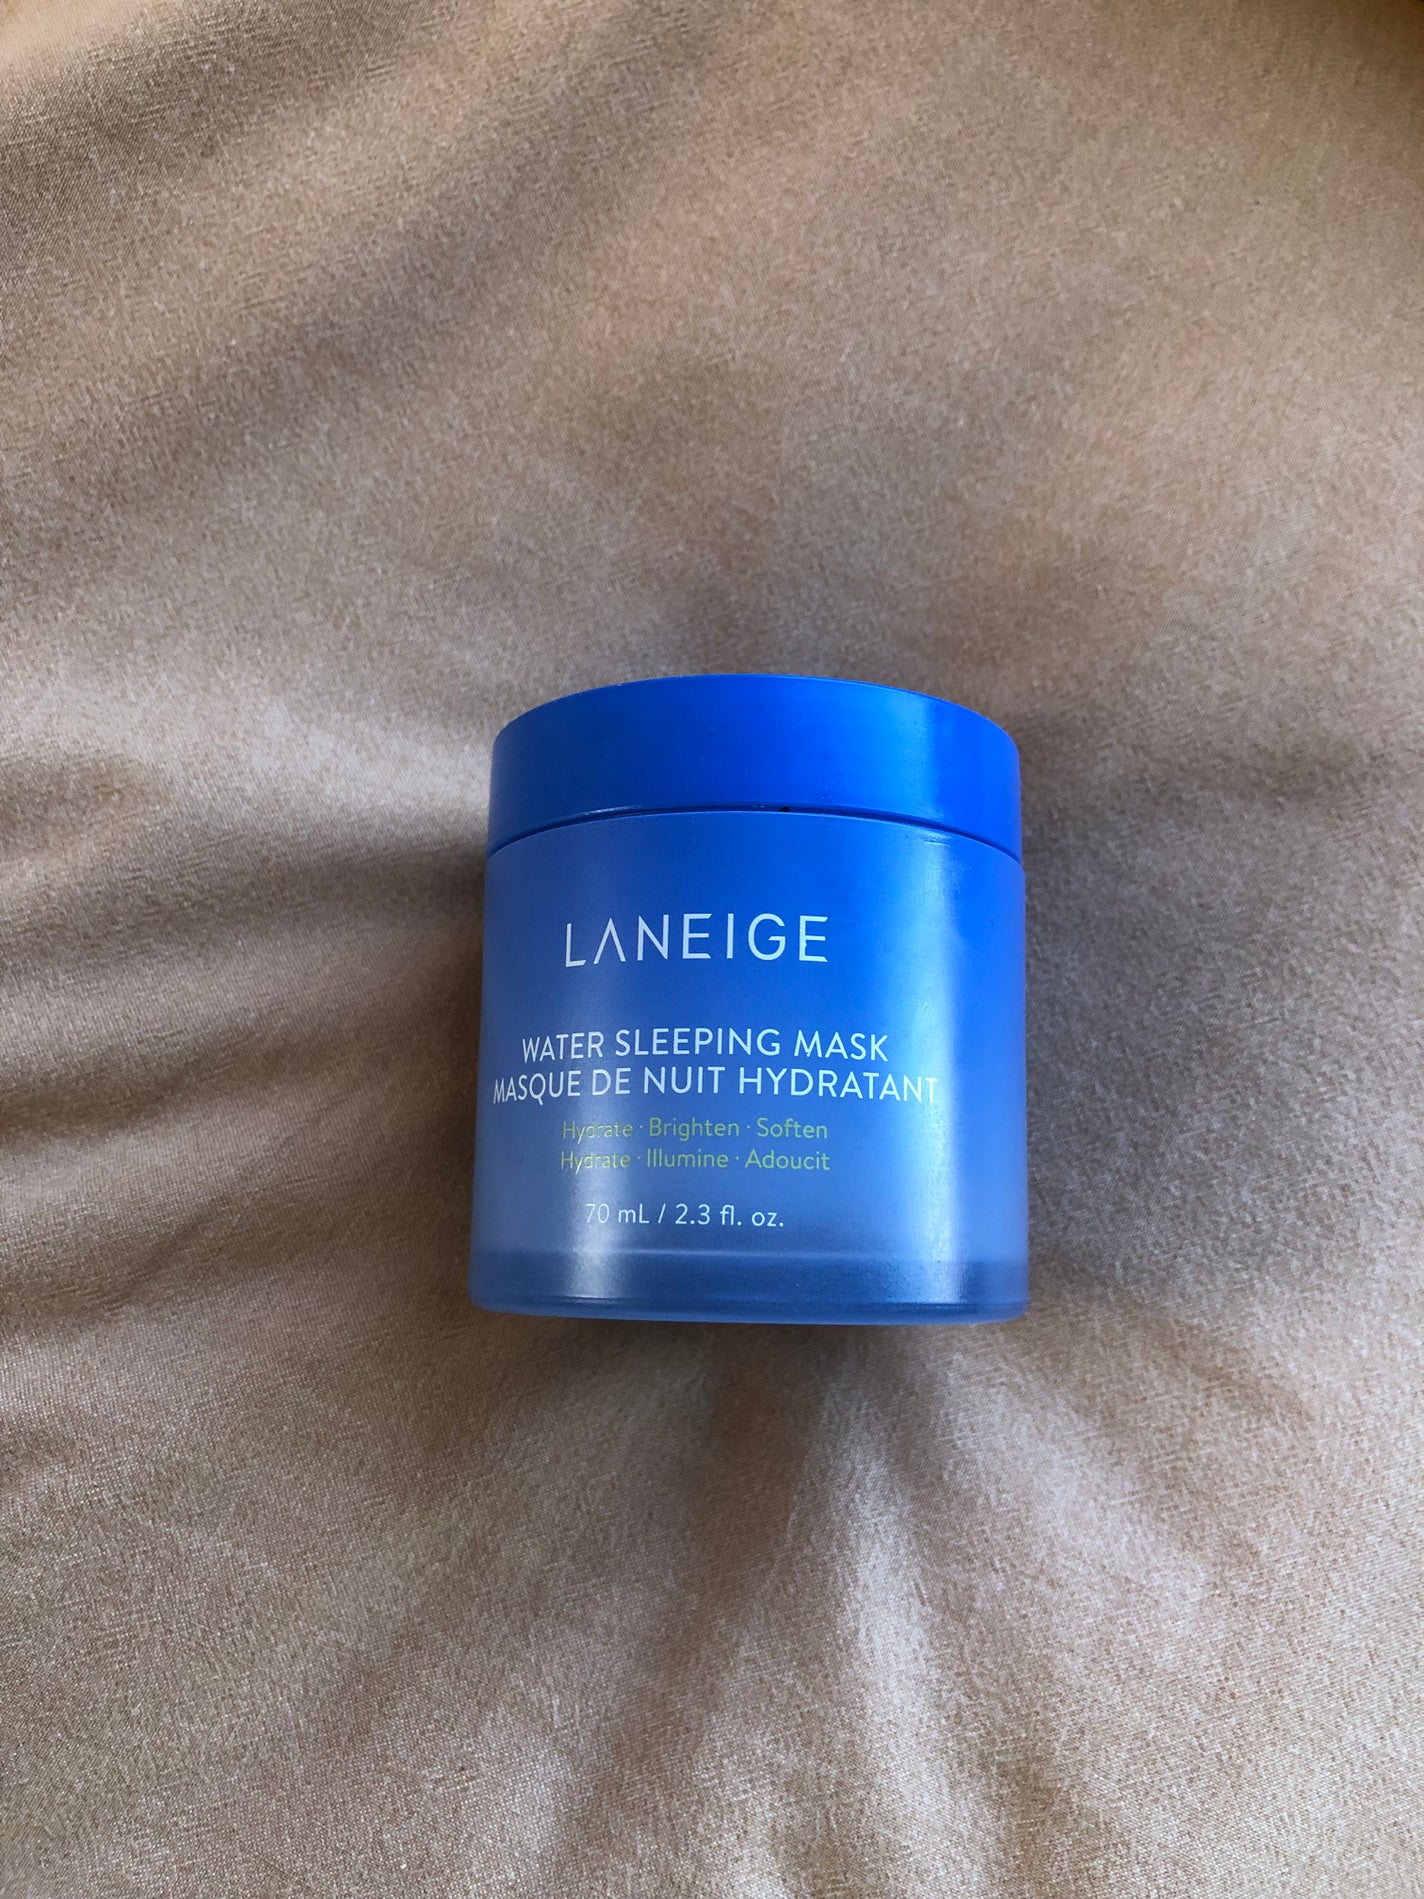 LANEIGE
WATER SLEEPING MASK
MASQUE DE NUIT HYDRATANT
Hydrate · Brighten · Soften
Hydrate · Illumine · Adoucit
70 mL / 2.3 fl. oz.